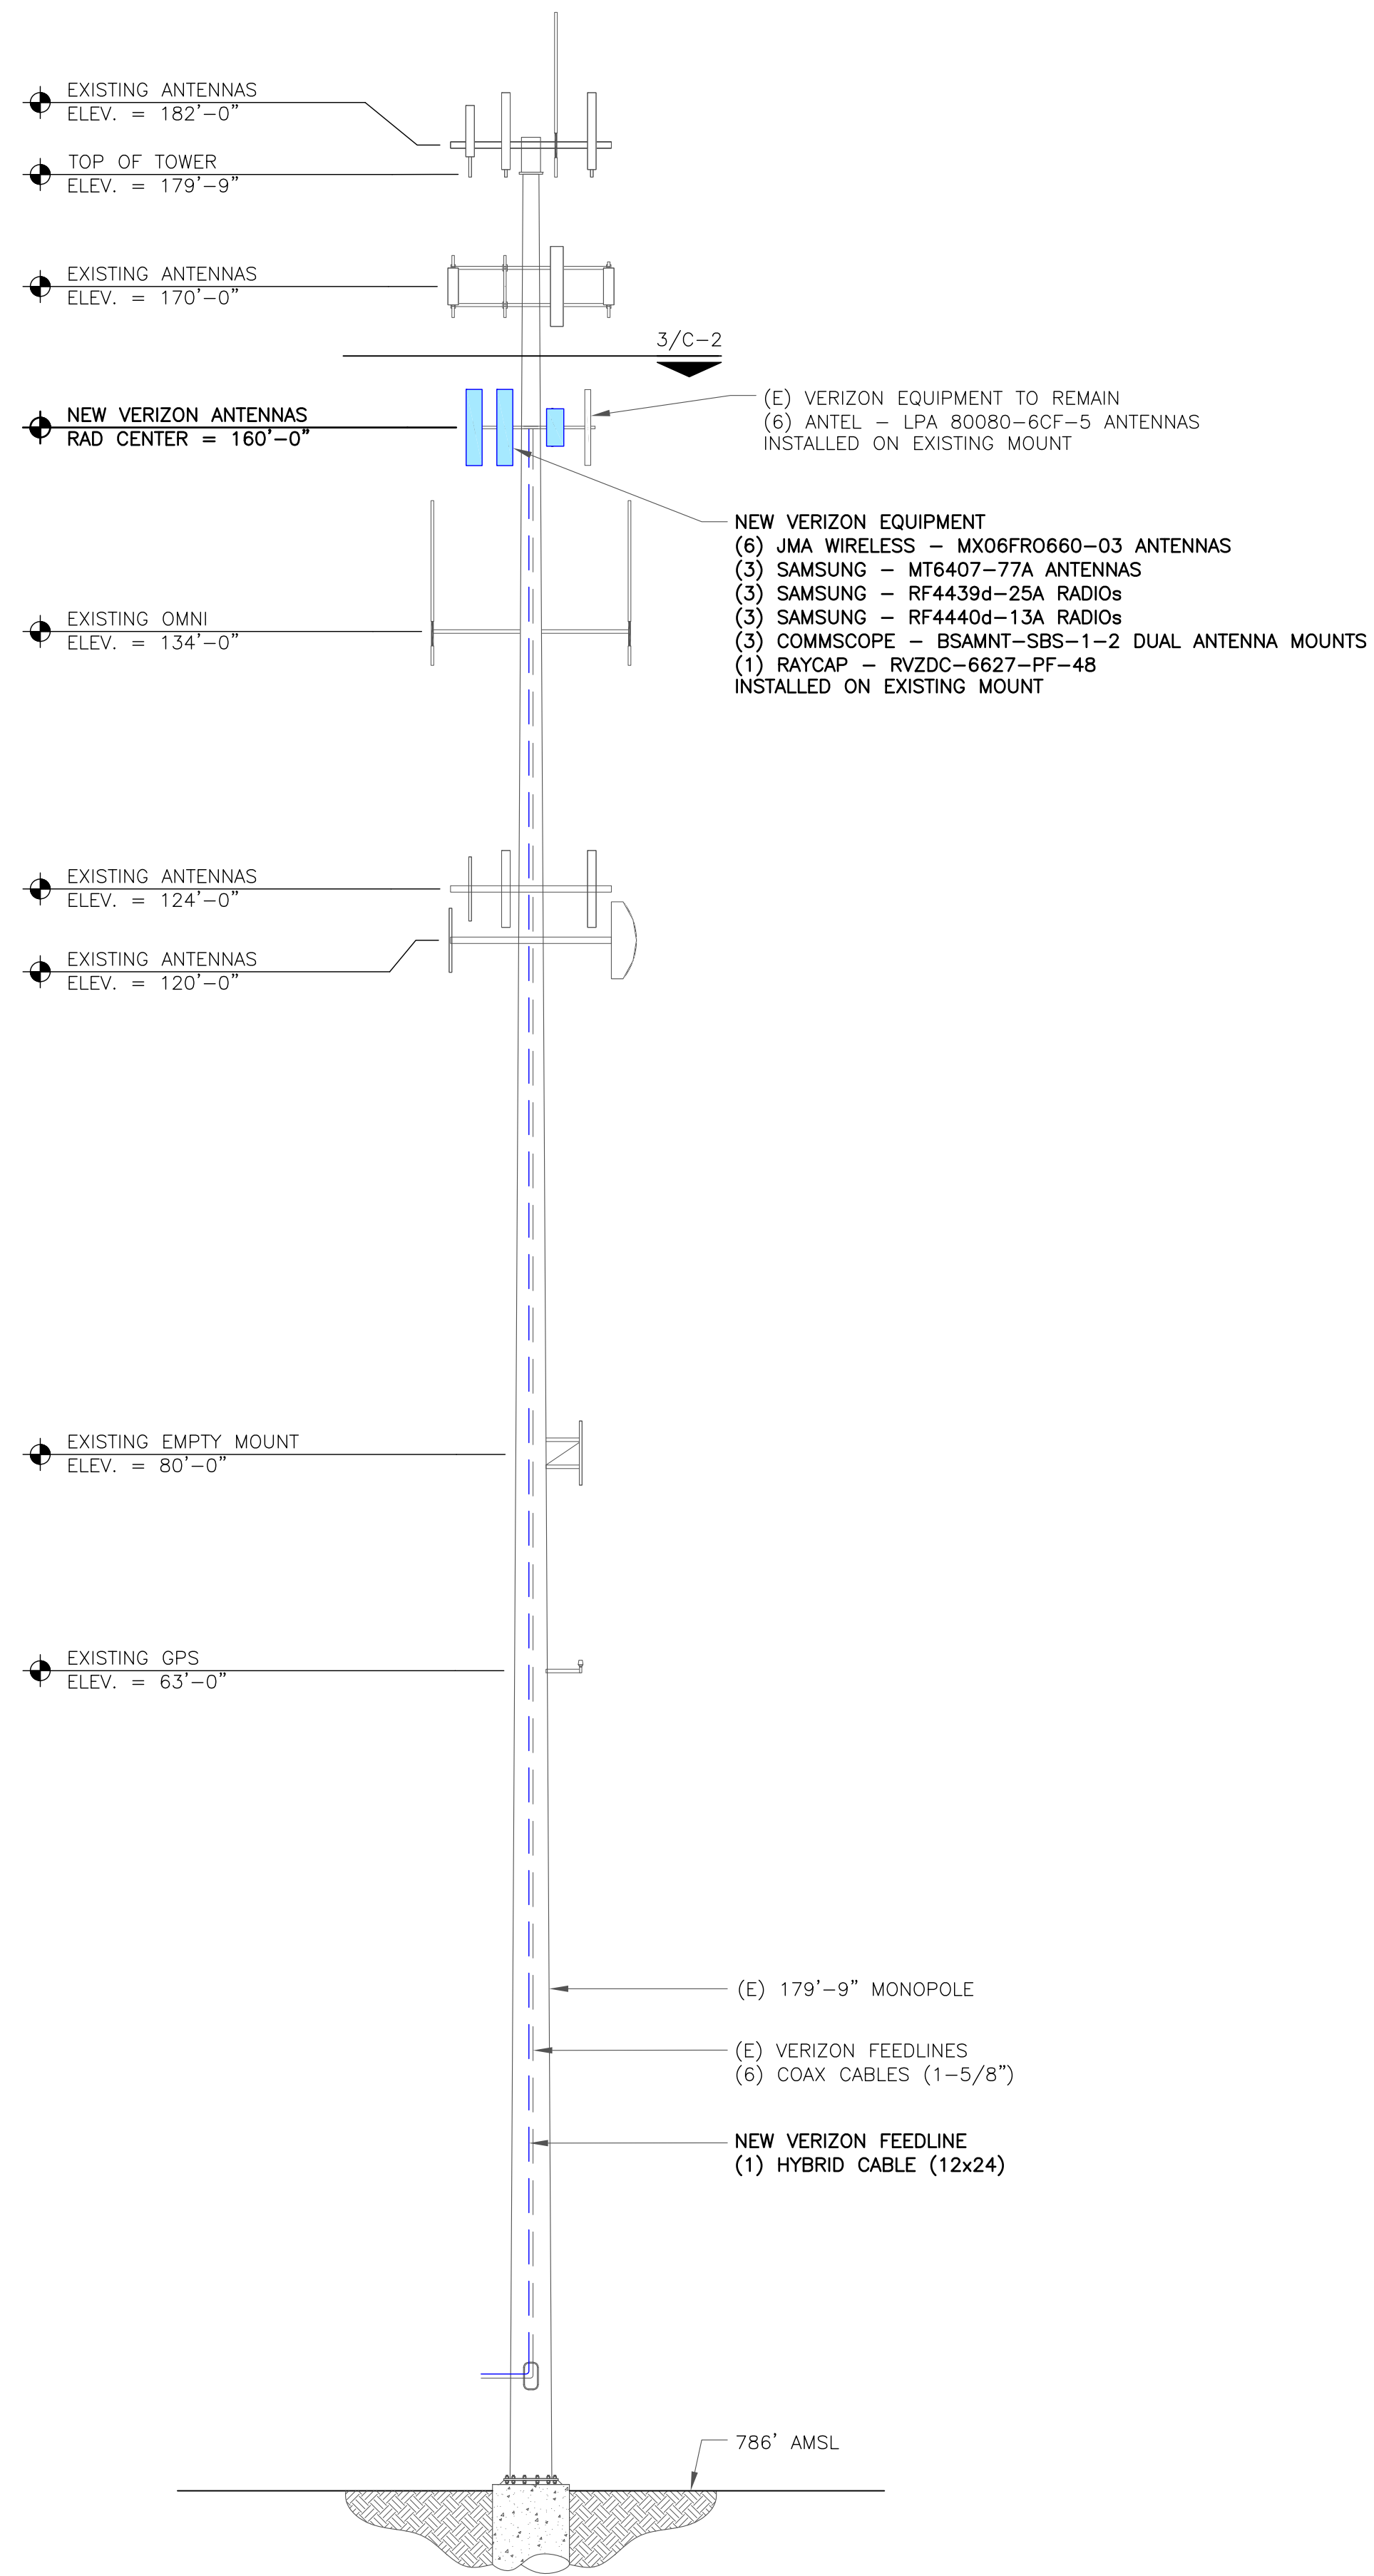 EXISTING ANTENNAS
ELEV. = 182'-0"
TOP OF TOWER
ELEV. = 179'-9"
EXISTING ANTENNAS
ELEV. = 170'-0"
3/C-2
NEW VERIZON ANTENNAS
RAD CENTER = 160'-0"
(E) VERIZON EQUIPMENT TO REMAIN
(6) ANTEL - LPA 80080-6CF-5 ANTENNAS
INSTALLED ON EXISTING MOUNT
NEW VERIZON EQUIPMENT
(6) JMA WIRELESS - MX06FRO660-03 ANTENNAS
(3) SAMSUNG - MT6407-77A ANTENNAS
(3) SAMSUNG - RF4439d-25A RADIOs
(3) SAMSUNG - RF4440d-13A RADIOs
(3) COMMSCOPE - BSAMNT-SBS-1-2 DUAL ANTENNA MOUNTS
(1) RAYCAP - RVZDC-6627-PF-48
INSTALLED ON EXISTING MOUNT
EXISTING OMNI
ELEV. = 134'-0"
EXISTING ANTENNAS
ELEV. = 124'-0"
EXISTING ANTENNAS
ELEV. = 120'-0"
EXISTING EMPTY MOUNT
ELEV. = 80'-0"
EXISTING GPS
ELEV. = 63'-0"
(E) 179'-9" MONOPOLE
(E) VERIZON FEEDLINES
(6) COAX CABLES (1-5/8")
NEW VERIZON FEEDLINE
(1) HYBRID CABLE (12x24)
786' AMSL